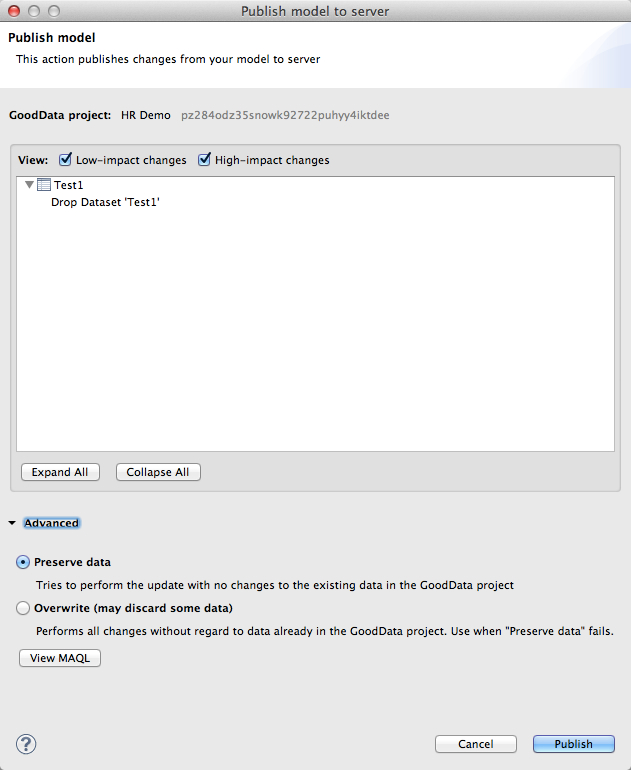 Publish model to server
Publish model
This action publishes changes from your model to server
GoodData project: HR Demo pz284odz35snowk92722puhyy4iktdee
View: Low-impact changes High-impact changes
Test1
Drop Dataset 'Test1'
Expand All Collapse All
Advanced
Preserve data
Tries to perform the update with no changes to the existing data in the GoodData project
Overwrite (may discard some data)
Performs all changes without regard to data already in the GoodData project. Use when "Preserve data" fails.
View MAQL
? Cancel Publish